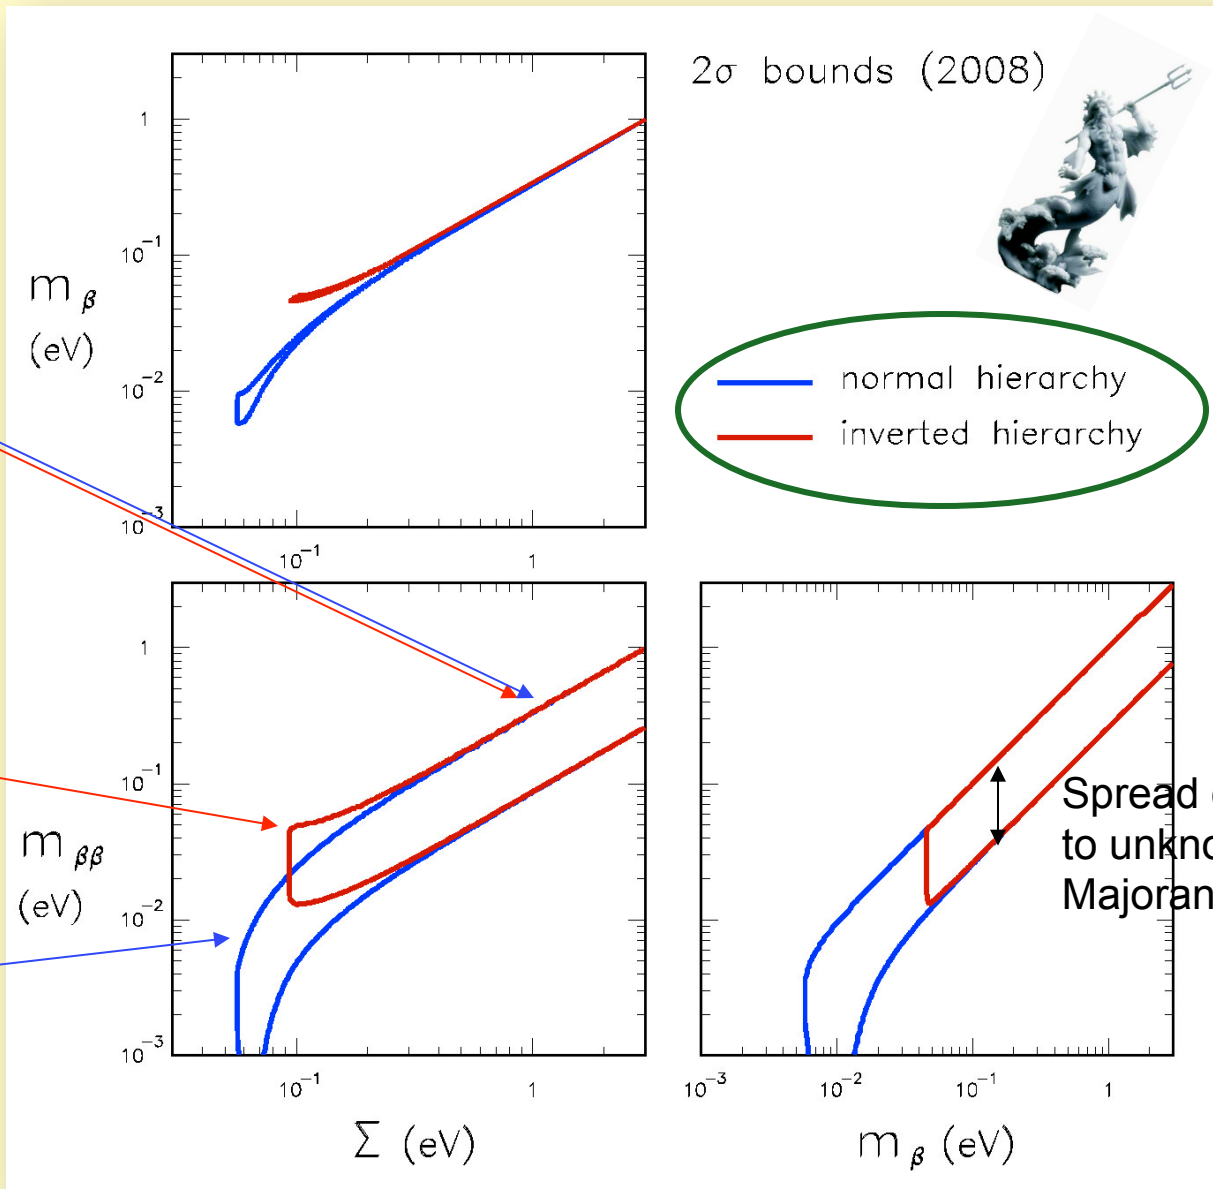 2σ bounds (2008)
1
10⁻¹
10⁻²
10⁻³
m β
(eV)
10⁻¹ 1
normal hierarchy
inverted hierarchy
1
10⁻¹
10⁻²
10⁻³
m ββ
(eV)
10⁻¹ 1
Σ (eV)
Spread
to
10⁻³ 10⁻² 10⁻¹ 1
m β (eV)